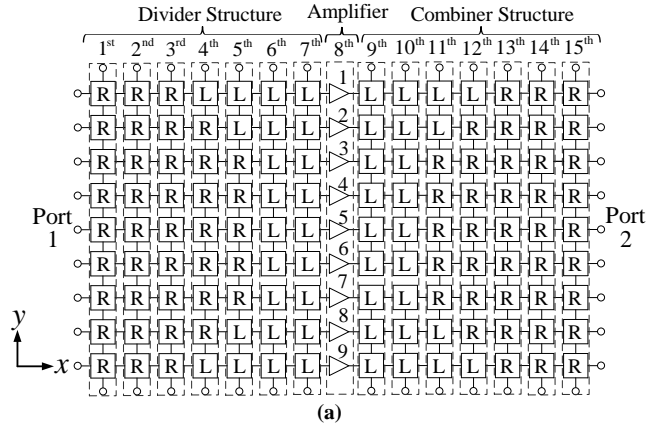 Divider Structure Amplifier Combiner Structure
1st 2nd 3rd 4th 5th 6th 7th 8th 9th 10th 11th 12th 13th 14th 15th
R R R L L L L 1 L L L L R R R
R R R R L L L 2 L L L R R R R
R R R R R L L 3 L L R R R R R
R R R R R L L 4 L L R R R R R
Port 1
R R R R R L L 5 L L R R R R R
Port 2
R R R R R L L 6 L L R R R R R
R R R R R L L 7 L L R R R R R
R R R R L L L 8 L L L R R R R
R R R L L L L 9 L L L L R R R
y
x
(a)